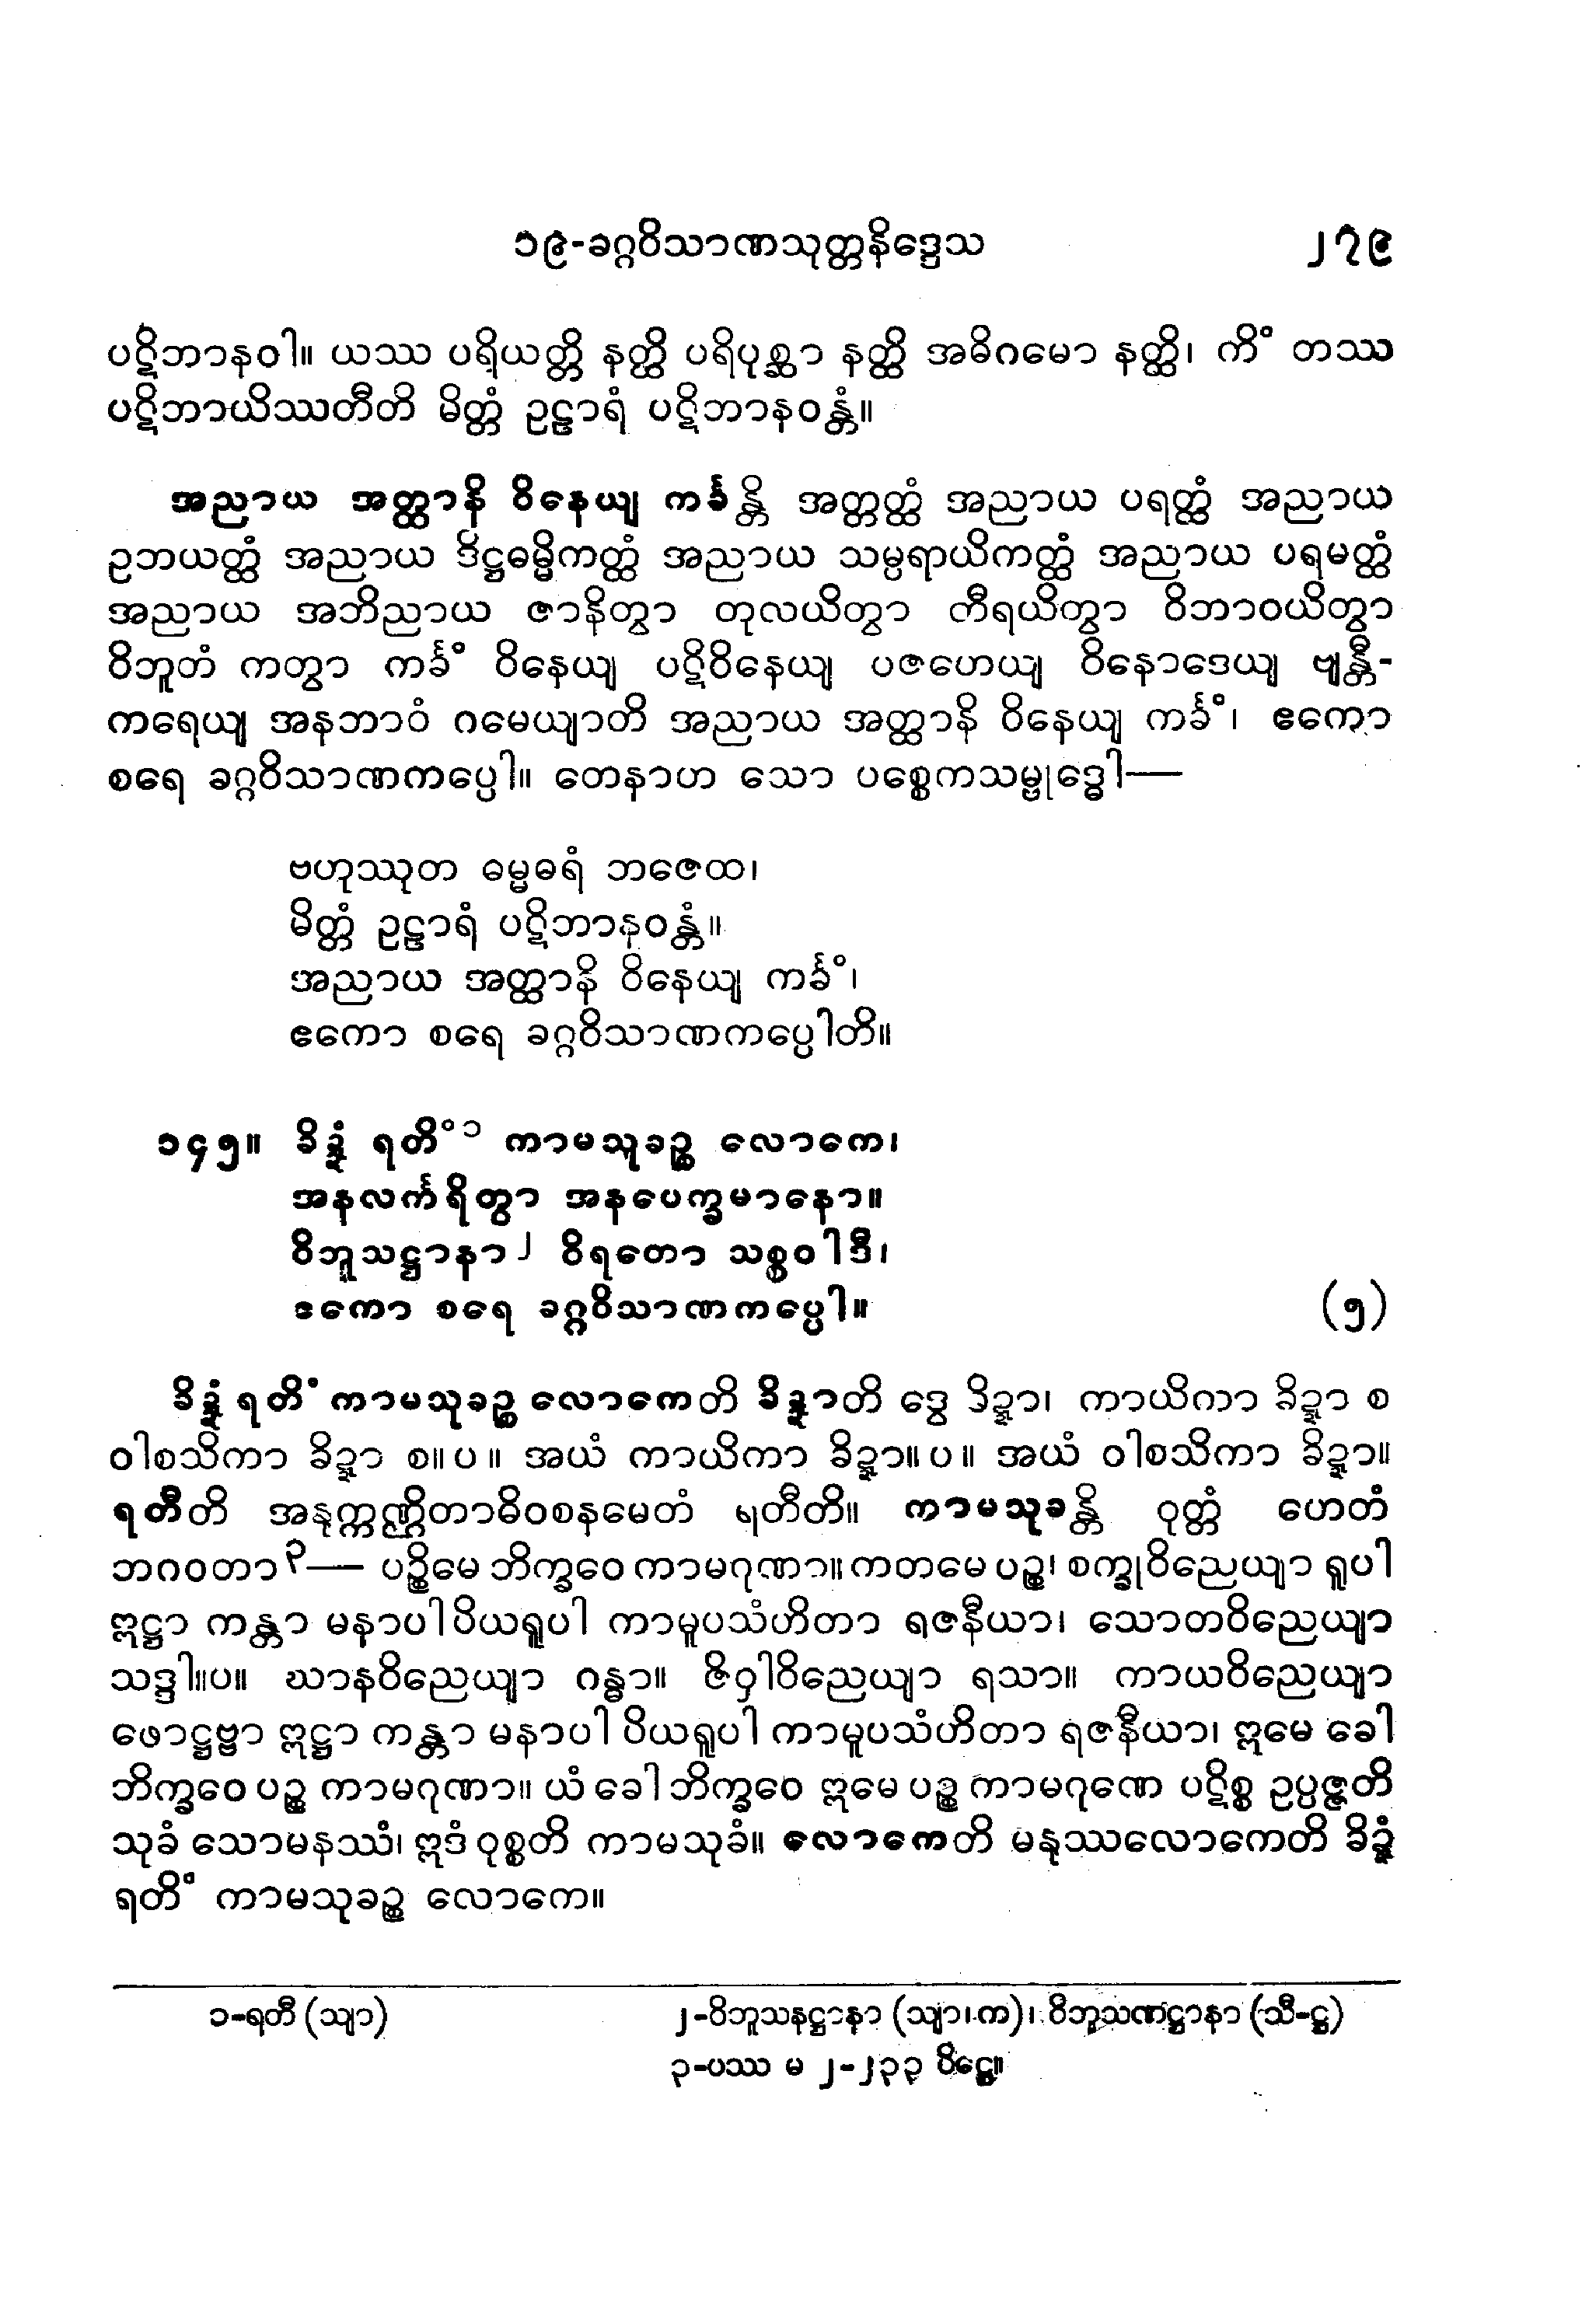 ၁၉-ခဂ္ဂဝိသာဏသုတ္တနိဒ္ဒေသ ၂၇၉
ပဋိဘာနဝါ။ ယဿ ပရိယတ္တိ နတ္ထိ ပရိပုစ္ဆာ နတ္ထိ အဓိဂမော နတ္ထိ၊ ကိံ တဿ
ပဋိဘာယိဿတီတိ မိတ္တံ ဥဠာရံ ပဋိဘာနဝန္တံ။
အညာယ အတ္ထာနိ ဝိနေယျ ကင်္ခန္တိ အတ္တတ္ထံ အညာယ ပရတ္ထံ အညာယ
ဥဘယတ္ထံ အညာယ ဒိဋ္ဌဓမ္မိကတ္ထံ အညာယ သမ္ပရာယိကတ္ထံ အညာယ ပရမတ္ထံ
အညာယ အဘိညာယ ဇာနိတွာ တုလယိတွာ တီရယိတွာ ဝိဘာဝယိတွာ
ဝိဘူတံ ကတွာ ကင်္ခံ ဝိနေယျ ပဋိဝိနေယျ ပဇဟေယျ ဝိနောဒေယျ ဗျန္တီ-
ကရေယျ အနဘာဝံ ဂမေယျာတိ အညာယ အတ္ထာနိ ဝိနေယျ ကင်္ခံ၊ ဧကော
စရေ ခဂ္ဂဝိသာဏကပ္ပေါ။ တေနာဟ သော ပစ္စေကသမ္ဗုဒ္ဓေါ—
ဗဟုဿုတ ဓမ္မဓရံ ဘဇေထ၊
မိတ္တံ ဥဠာရံ ပဋိဘာနဝန္တံ။
အညာယ အတ္ထာနိ ဝိနေယျ ကင်္ခံ၊
ဧကော စရေ ခဂ္ဂဝိသာဏကပ္ပေါတိ။
၁၄၅။ ခိဍ္ဍံ ရတိံ၁ ကာမသုခဉ္စ လောကေ၊
အနလင်္ကရိတွာ အနပေက္ခမာနော။
ဝိဘူသဋ္ဌာနာ၂ ဝိရတော သစ္စဝါဒီ၊
ဧကော စရေ ခဂ္ဂဝိသာဏကပ္ပေါ။ (၅)
ခိဍ္ဍံ ရတိံ ကာမသုခဉ္စ လောကေတိ ခိဍ္ဍာတိ ဒွေ ခိဍ္ဍာ၊ ကာယိကာ ခိဍ္ဍာ စ
ဝါစသိကာ ခိဍ္ဍာ စ။ ပ ။ အယံ ကာယိကာ ခိဍ္ဍာ။ ပ ။ အယံ ဝါစသိကာ ခိဍ္ဍာ။
ရတီတိ အနုက္ကဏ္ဌိတာဓိဝစနမေတံ ရတီတိ။ ကာမသုခန္တိ ဝုတ္တံ ဟေတံ
ဘဂဝတာ၃— ပဉ္စိမေ ဘိက္ခဝေ ကာမဂုဏာ။ ကတမေ ပဉ္စ၊ စက္ခုဝိညေယျာ ရူပါ
ဣဋ္ဌာ ကန္တာ မနာပါ ပိယရူပါ ကာမူပသံဟိတာ ရဇနီယာ၊ သောတဝိညေယျာ
သဒ္ဒါ။ပ။ ဃာနဝိညေယျာ ဂန္ဓာ။ ဇိဝှါဝိညေယျာ ရသာ။ ကာယဝိညေယျာ
ဖောဋ္ဌဗ္ဗာ ဣဋ္ဌာ ကန္တာ မနာပါ ပိယရူပါ ကာမူပသံဟိတာ ရဇနီယာ၊ ဣမေ ခေါ
ဘိက္ခဝေ ပဉ္စ ကာမဂုဏာ။ ယံ ခေါ ဘိက္ခဝေ ဣမေ ပဉ္စ ကာမဂုဏေ ပဋိစ္စ ဥပ္ပဇ္ဇတိ
သုခံ သောမနဿံ၊ ဣဒံ ဝုစ္စတိ ကာမသုခံ။ လောကေတိ မနုဿလောကေတိ ခိဍ္ဍံ
ရတိံ ကာမသုခဉ္စ လောကေ။
၁-ရတီ (သျာ) ၂-ဝိဘူသနဋ္ဌာနာ (သျာ၊က)၊ ဝိဘူသဏဋ္ဌာနာ (သီ-ဋ္ဌ)
၃-ပဿ မ ၂-၂၃၃ ပိဋ္ဌေ။